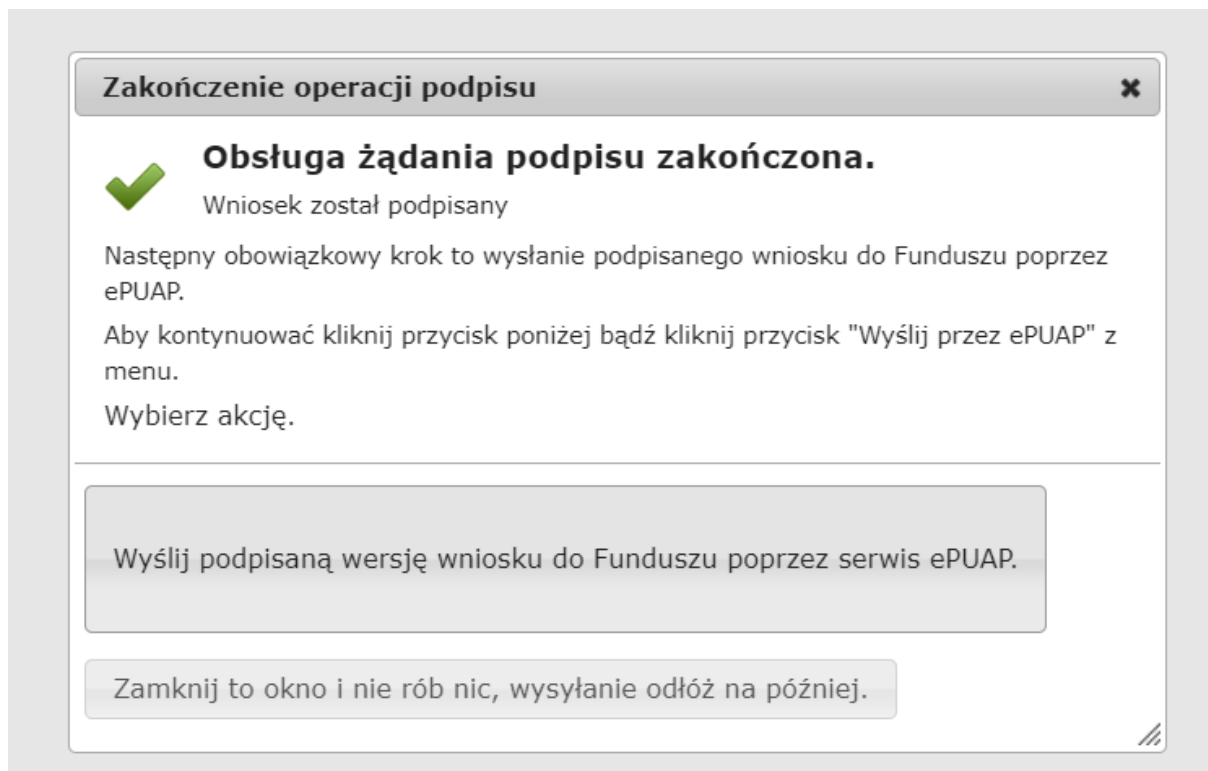 Zakończenie operacji podpisu
Obsługa żądania podpisu zakończona.
Wniosek został podpisany
Następny obowiązkowy krok to wysłanie podpisanego wniosku do Funduszu poprzez
ePUAP.
Aby kontynuować kliknij przycisk poniżej bądź kliknij przycisk "Wyślij przez ePUAP" z
menu.
Wybierz akcję.
Wyślij podpisaną wersję wniosku do Funduszu poprzez serwis ePUAP.
Zamknij to okno i nie rób nic, wysyłanie odłóż na później.